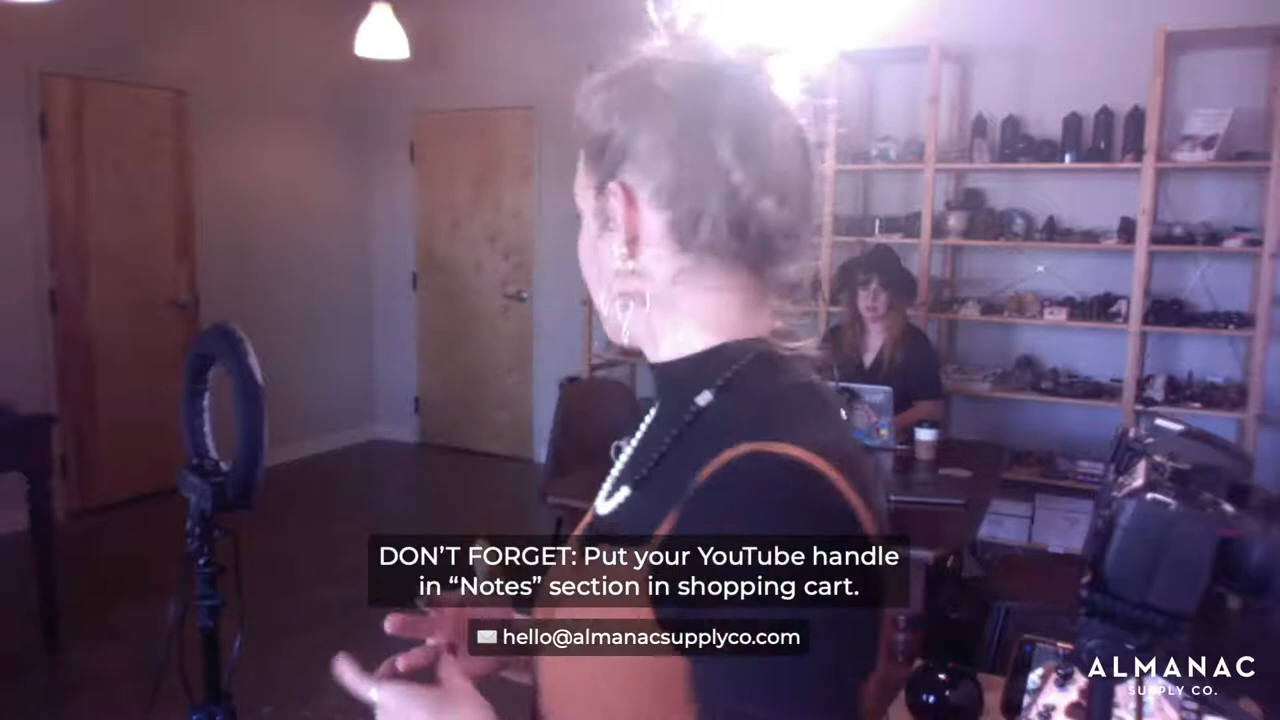 DON’T FORGET: Put your YouTube handle
in “Notes” section in shopping cart.
✉ hello@almanacsupplyco.com
ALMANAC
SUPPLY CO.